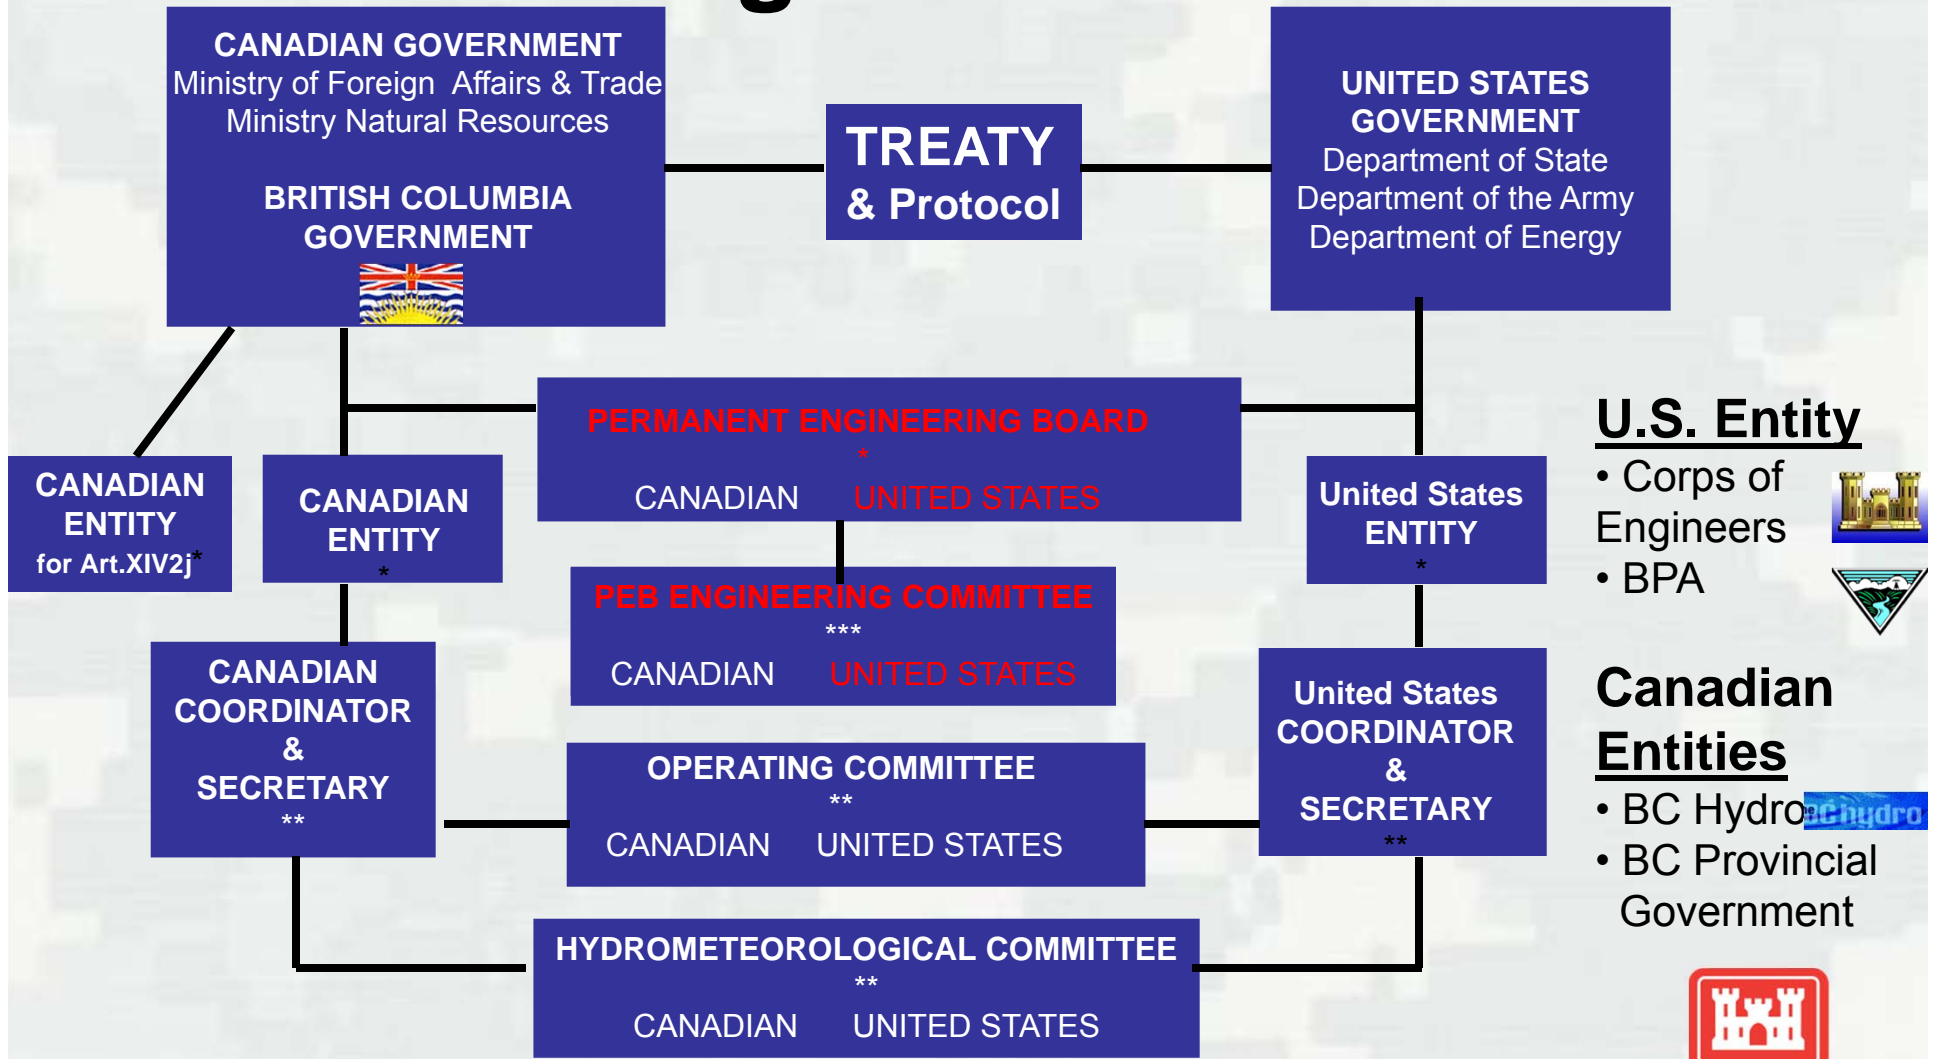 CANADIAN GOVERNMENT
Ministry of Foreign Affairs & Trade
Ministry Natural Resources
BRITISH COLUMBIA
GOVERNMENT
TREATY
& Protocol
UNITED STATES
GOVERNMENT
Department of State
Department of the Army
Department of Energy
PERMANENT ENGINEERING BOARD
*
CANADIAN UNITED STATES
CANADIAN
ENTITY
for Art.XIV2j*
CANADIAN
ENTITY
*
United States
ENTITY
*
PEB ENGINEERING COMMITTEE
***
CANADIAN UNITED STATES
CANADIAN
COORDINATOR
&
SECRETARY
**
United States
COORDINATOR
&
SECRETARY
**
OPERATING COMMITTEE
**
CANADIAN UNITED STATES
HYDROMETEOROLOGICAL COMMITTEE
**
CANADIAN UNITED STATES
U.S. Entity
• Corps of
Engineers
• BPA
Canadian
Entities
• BC Hydro
BChydro
• BC Provincial
Government